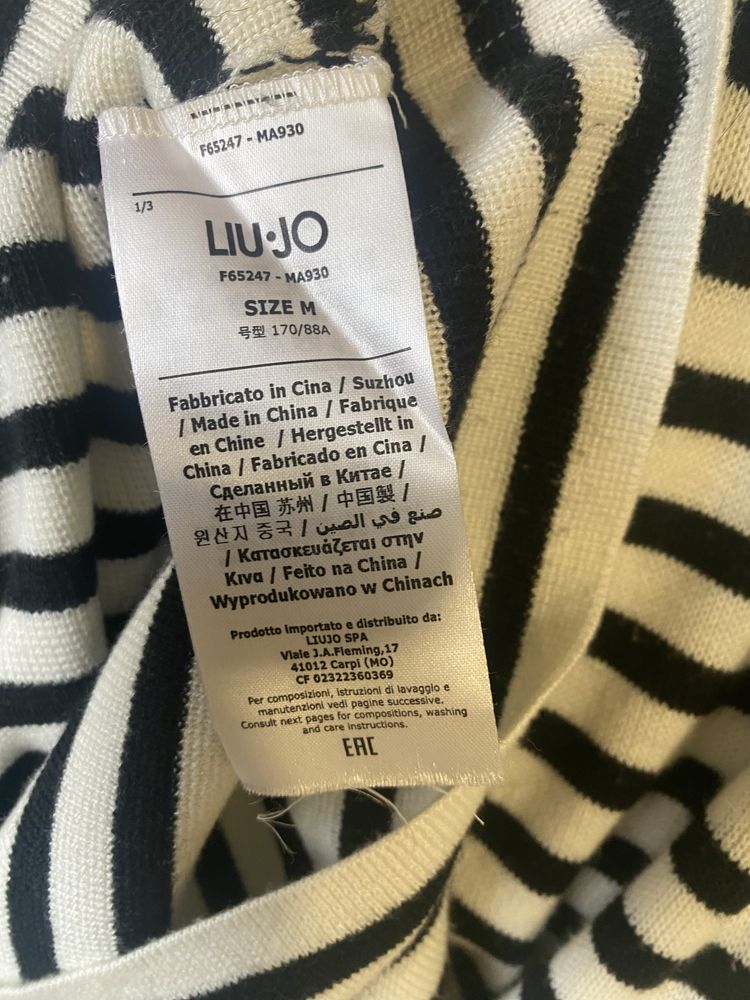 F65247 - MA930
1/3
LIU·JO
F65247 - MA930
SIZE M
号型 170/88A
Fabbricato in Cina / Suzhou
/ Made in China / Fabrique
en Chine / Hergestellt in
China / Fabricado en Cina /
Сделанный в Китае /
在中国 苏州 / 中国製 /
원산지 중국 / صنع في الصين
/ Κατασκευάζεται στην
Κινα / Feito na China /
Wyprodukowano w Chinach
Prodotto importato e distribuito da:
LIUJO SPA
Viale J.A.Fleming,17
41012 Carpi (MO)
CF 02322360369
Per composizioni, istruzioni di lavaggio e
manutenzioni vedi pagine successive.
Consult next pages for compositions, washing
and care instructions.
EAC